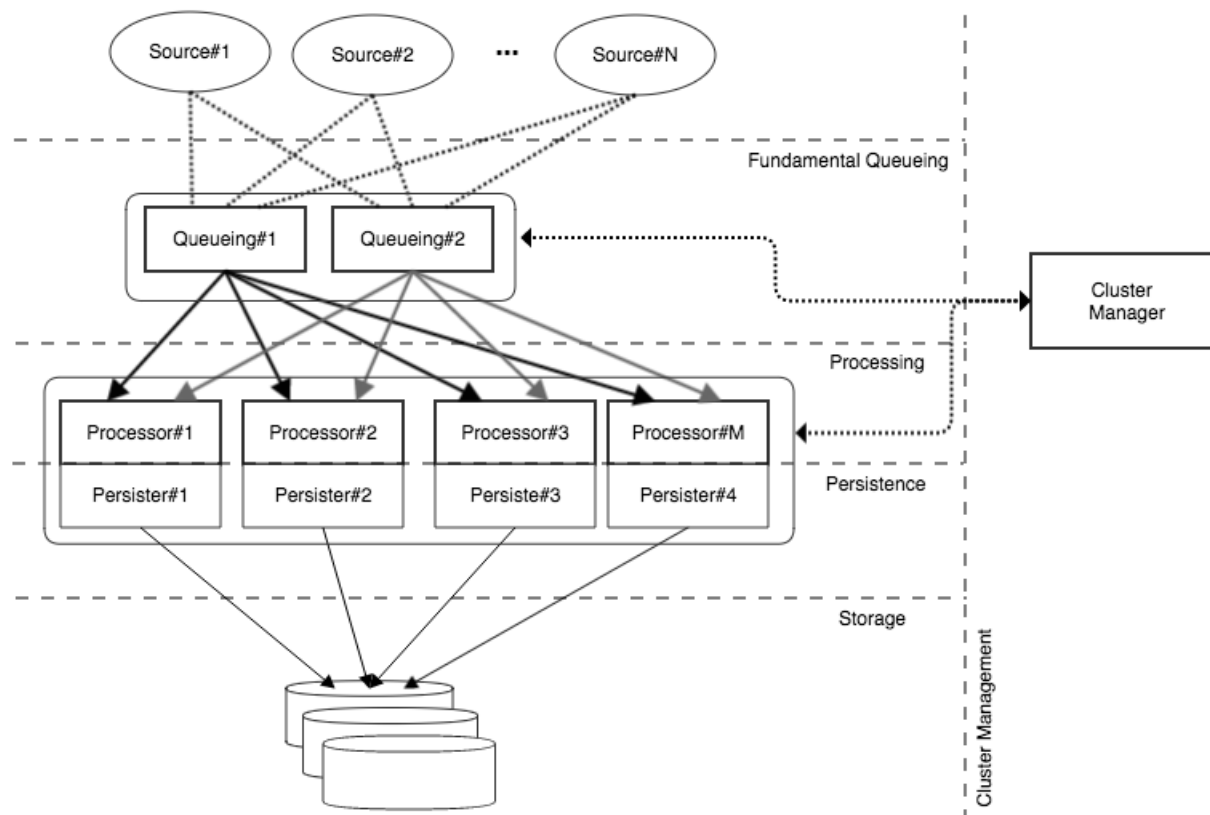 Source#1
Source#2
...
Source#N
Fundamental Queueing
Queueing#1
Queueing#2
Cluster
Manager
Processing
Processor#1
Processor#2
Processor#3
Processor#M
Persister#1
Persister#2
Persiste#3
Persister#4
Persistence
Storage
Cluster Management